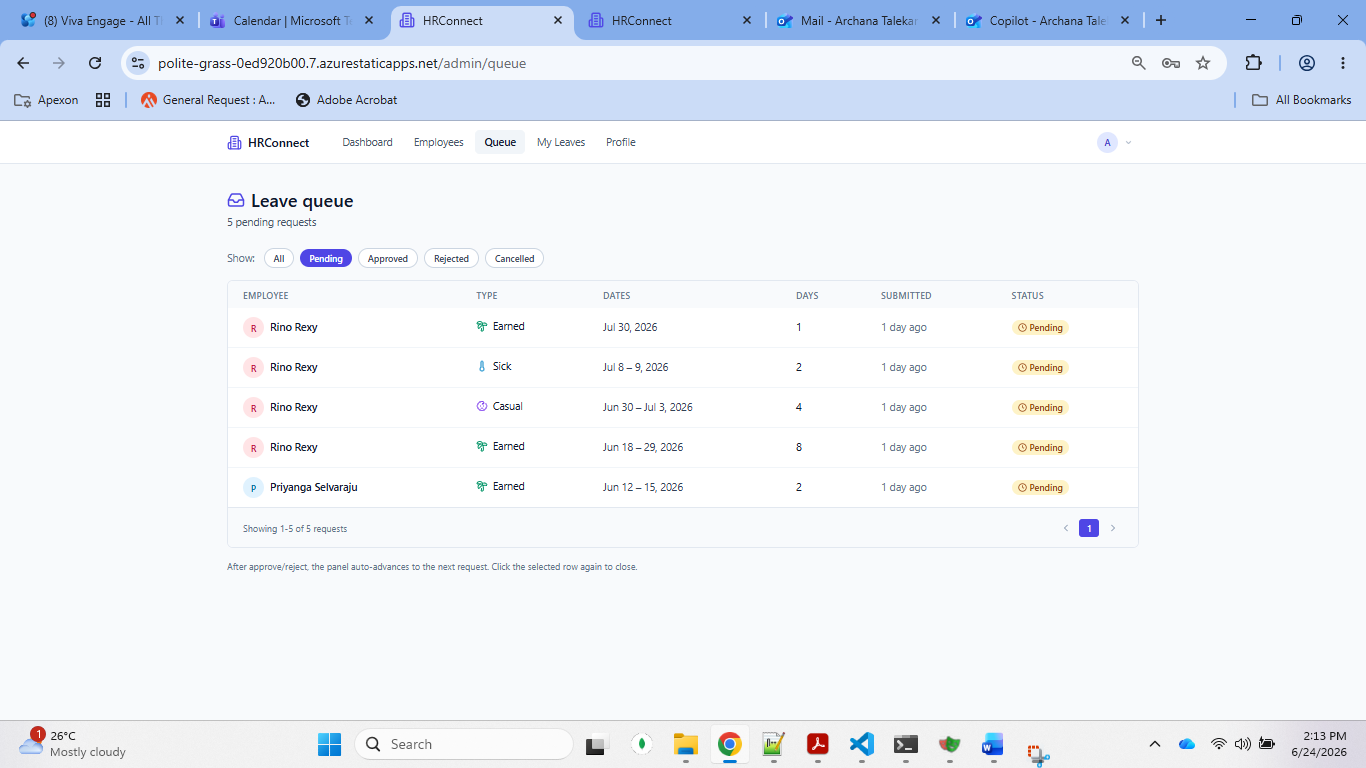 (8) Viva Engage - All T
Calendar | Microsoft Te
HRConnect
HRConnect
Mail - Archana Talekar
Copilot - Archana Tale
polite-grass-0ed920b00.7.azurestaticapps.net/admin/queue
Apexon
General Request : A...
Adobe Acrobat
All Bookmarks
HRConnect
Dashboard
Employees
Queue
My Leaves
Profile
A
Leave queue
5 pending requests
Show: All Pending Approved Rejected Cancelled
EMPLOYEE TYPE DATES DAYS SUBMITTED STATUS
R Rino Rexy Earned Jul 30, 2026 1 1 day ago Pending
R Rino Rexy Sick Jul 8 – 9, 2026 2 1 day ago Pending
R Rino Rexy Casual Jun 30 – Jul 3, 2026 4 1 day ago Pending
R Rino Rexy Earned Jun 18 – 29, 2026 8 1 day ago Pending
P Priyanga Selvaraju Earned Jun 12 – 15, 2026 2 1 day ago Pending
Showing 1-5 of 5 requests
1
After approve/reject, the panel auto-advances to the next request. Click the selected row again to close.
1
26°C
Mostly cloudy
Search
2:13 PM
6/24/2026